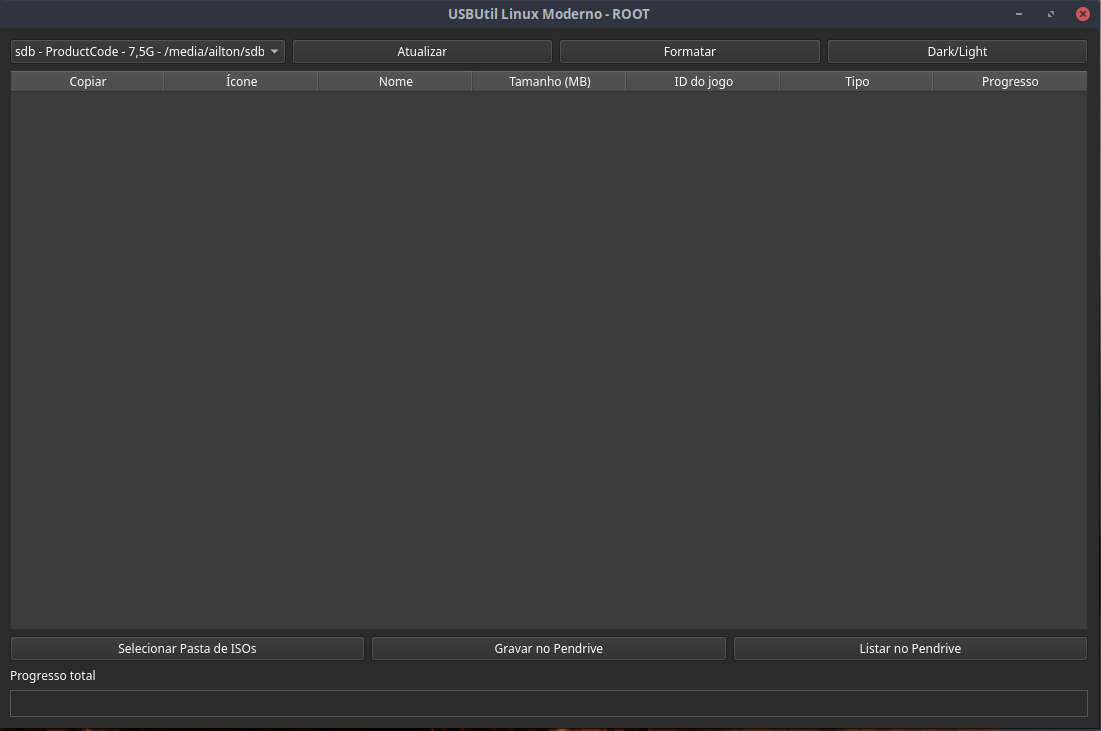 USBUtil Linux Moderno - ROOT
sdb - ProductCode - 7,5G - /media/ailton/sdb Atualizar Formatar Dark/Light
Copiar Ícone Nome Tamanho (MB) ID do jogo Tipo Progresso
Selecionar Pasta de ISOs Gravar no Pendrive Listar no Pendrive
Progresso total